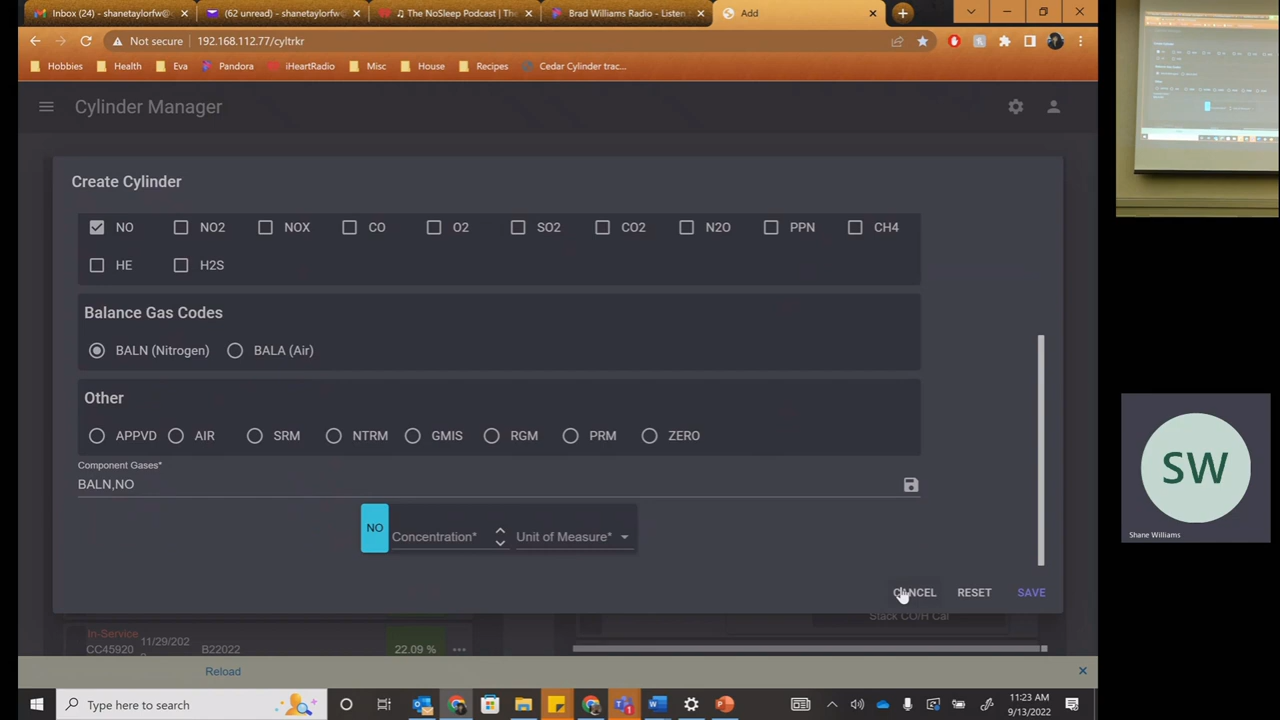 Inbox (24) - shanetaylorfw@
(62 unread) - shanetaylorfw@
The NoSleep Podcast | The
Brad Williams Radio - Listen
Add
Not secure 192.168.112.77/cyltrkr
Hobbies Health Eva Pandora iHeartRadio Misc House Recipes Cedar Cylinder trac...
Cylinder Manager
Create Cylinder
NO NO2 NOX CO O2 SO2 CO2 N2O PPN CH4
HE H2S
Balance Gas Codes
BALN (Nitrogen) BALA (Air)
Other
APPVD AIR SRM NTRM GMIS RGM PRM ZERO
Component Gases*
BALN,NO
NO Concentration* Unit of Measure*
CANCEL RESET SAVE
Stack CO/H Cal
In-Service
CC45920 11/29/202 B22022 22.09 %
Reload
Type here to search
11:23 AM
9/13/2022
SW
Shane Williams